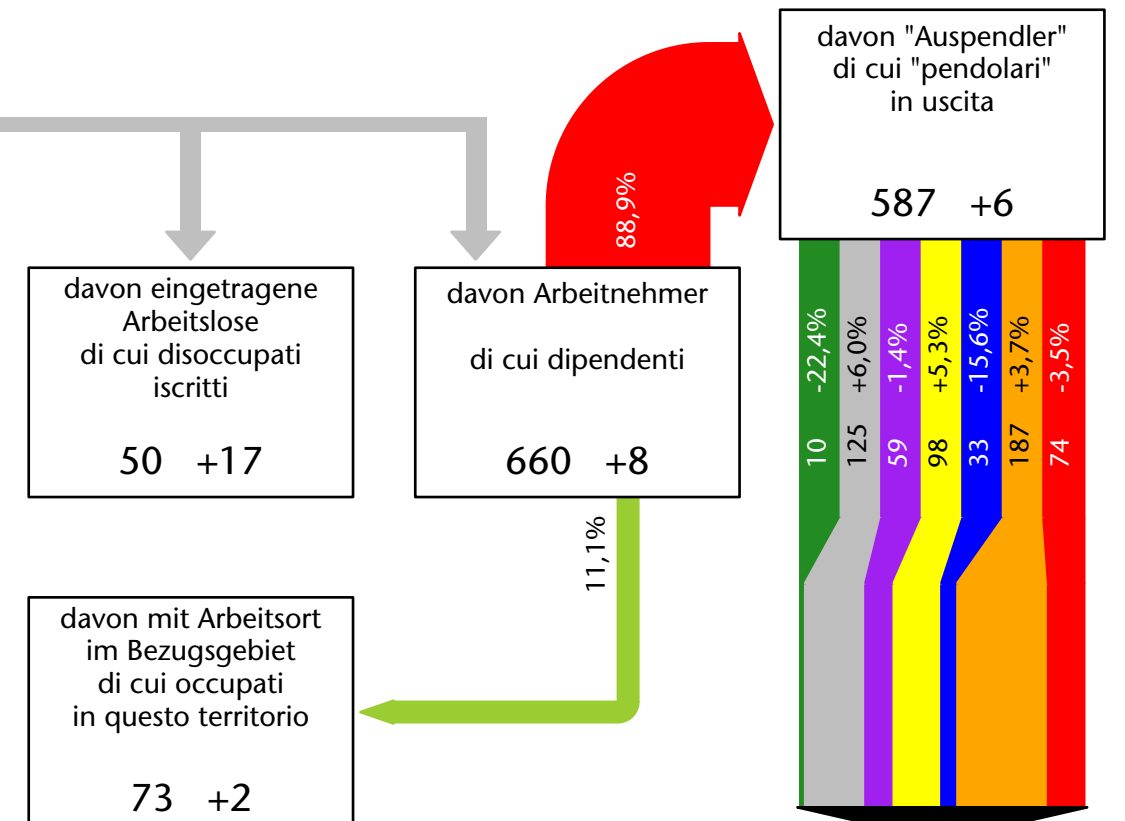 davon "Auspendler"
di cui "pendolari"
in uscita
587 +6
88,9%
davon eingetragene
Arbeitslose
di cui disoccupati
iscritti
50 +17
davon Arbeitnehmer
di cui dipendenti
660 +8
10 -22,4%
125 +6,0%
59 -1,4%
98 +5,3%
33 -15,6%
187 +3,7%
74 -3,5%
11,1%
davon mit Arbeitsort
im Bezugsgebiet
di cui occupati
in questo territorio
73 +2